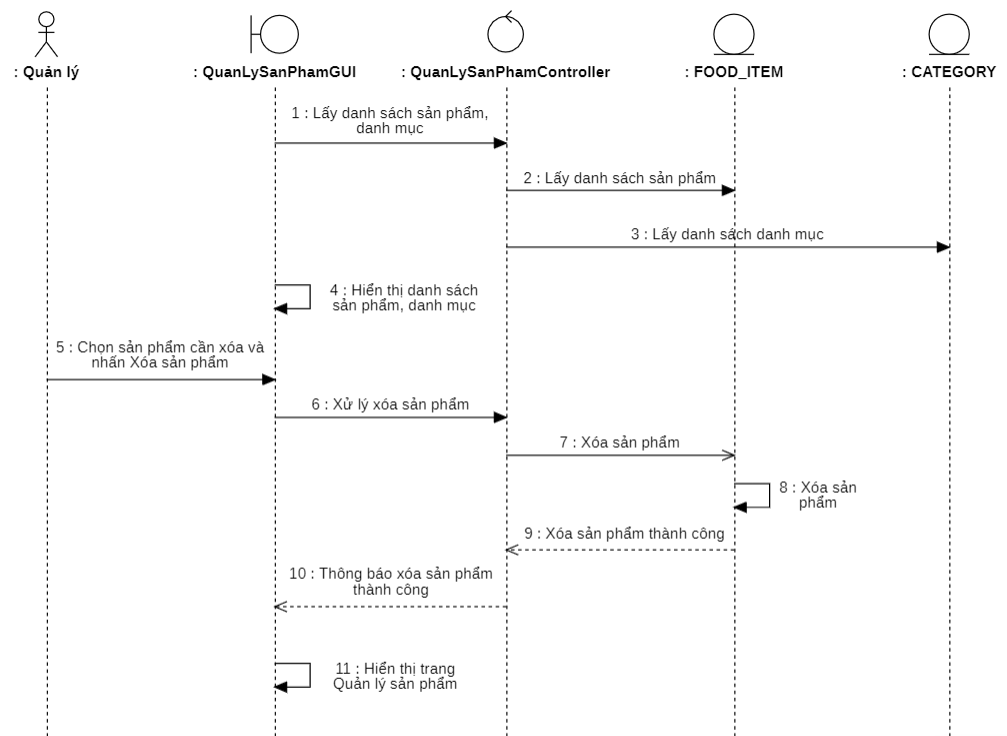 : Quản lý
: QuanLySanPhamGUI
: QuanLySanPhamController
: FOOD_ITEM
: CATEGORY
1 : Lấy danh sách sản phẩm,
danh mục
2 : Lấy danh sách sản phẩm
3 : Lấy danh sách danh mục
4 : Hiển thị danh sách
sản phẩm, danh mục
5 : Chọn sản phẩm cần xóa và
nhấn Xóa sản phẩm
6 : Xử lý xóa sản phẩm
7 : Xóa sản phẩm
8 : Xóa sản
phẩm
9 : Xóa sản phẩm thành công
10 : Thông báo xóa sản phẩm
thành công
11 : Hiển thị trang
Quản lý sản phẩm